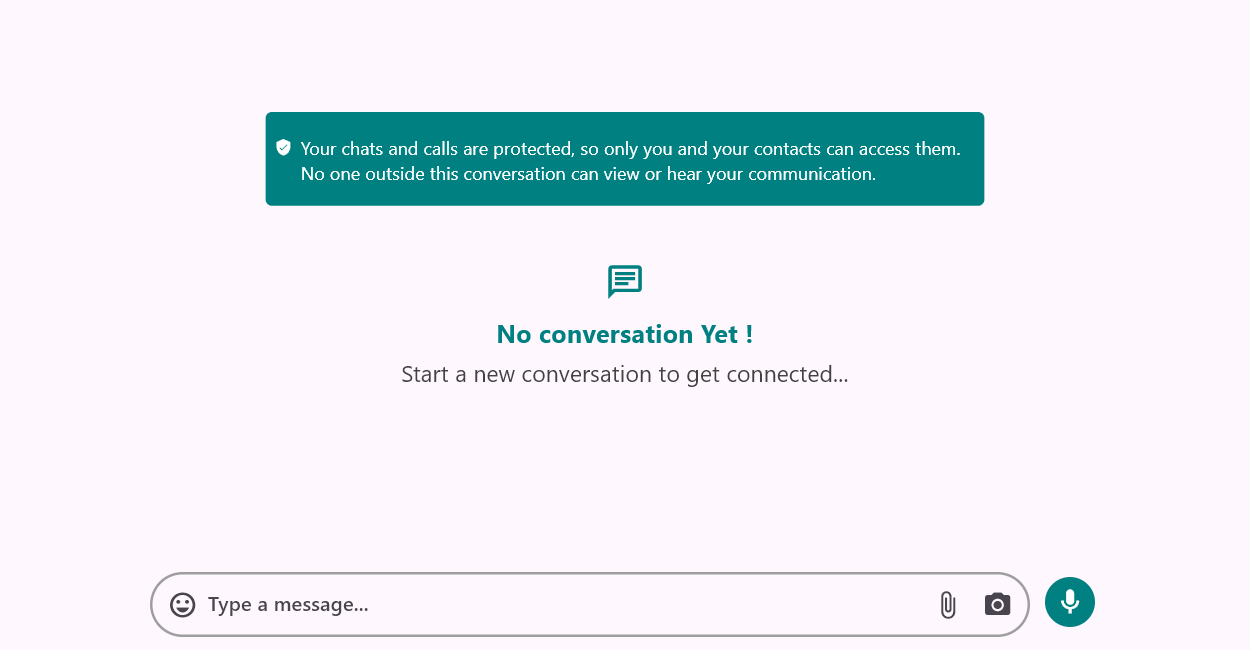 Your chats and calls are protected, so only you and your contacts can access them.
No one outside this conversation can view or hear your communication.
No conversation Yet !
Start a new conversation to get connected...
Type a message...